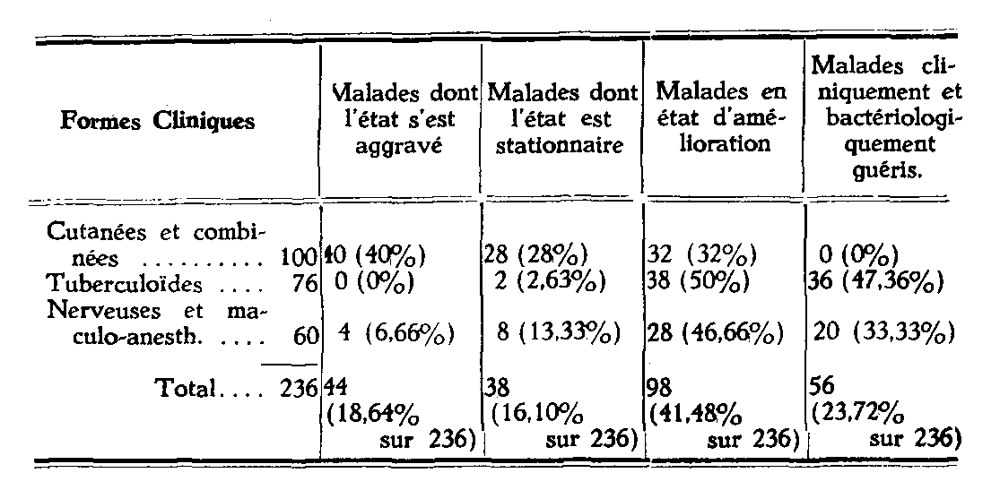 Formes Cliniques
Malades dont
l'état s'est
aggravé
Malades dont
l'état est
stationnaire
Malades en
état d'amé-
lioration
Malades cli-
niquement et
bactériologi-
quement
guéris.
Cutanées et combi-
nées .......... 100 40 (40%) 28 (28%) 32 (32%) 0 (0%)
Tuberculoïdes .... 76 0 (0%) 2 (2,63%) 38 (50%) 36 (47,36%)
Nerveuses et ma-
culo-anesth. .... 60 4 (6,66%) 8 (13,33%) 28 (46,66%) 20 (33,33%)
Total.... 236 44 38 98 56
(18,64% (16,10% (41,48% (23,72%
sur 236) sur 236) sur 236) sur 236)